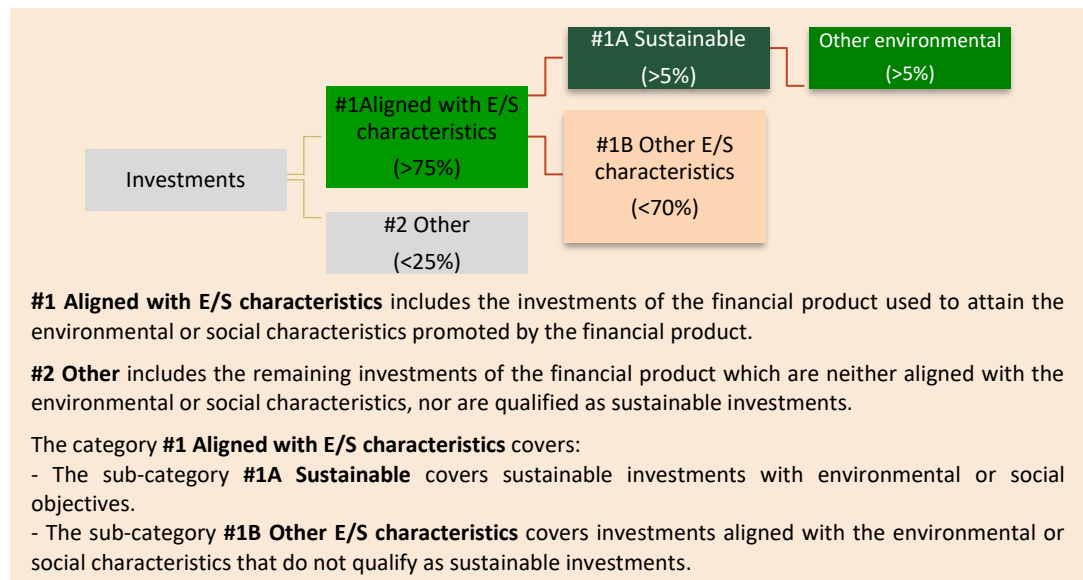 #1A Sustainable
(>5%)
Other environmental
(>5%)
#1Aligned with E/S
characteristics
(>75%)
#1B Other E/S
characteristics
(<70%)
Investments
#2 Other
(<25%)
#1 Aligned with E/S characteristics includes the investments of the financial product used to attain the
environmental or social characteristics promoted by the financial product.
#2 Other includes the remaining investments of the financial product which are neither aligned with the
environmental or social characteristics, nor are qualified as sustainable investments.
The category #1 Aligned with E/S characteristics covers:
- The sub-category #1A Sustainable covers sustainable investments with environmental or social
objectives.
- The sub-category #1B Other E/S characteristics covers investments aligned with the environmental or
social characteristics that do not qualify as sustainable investments.